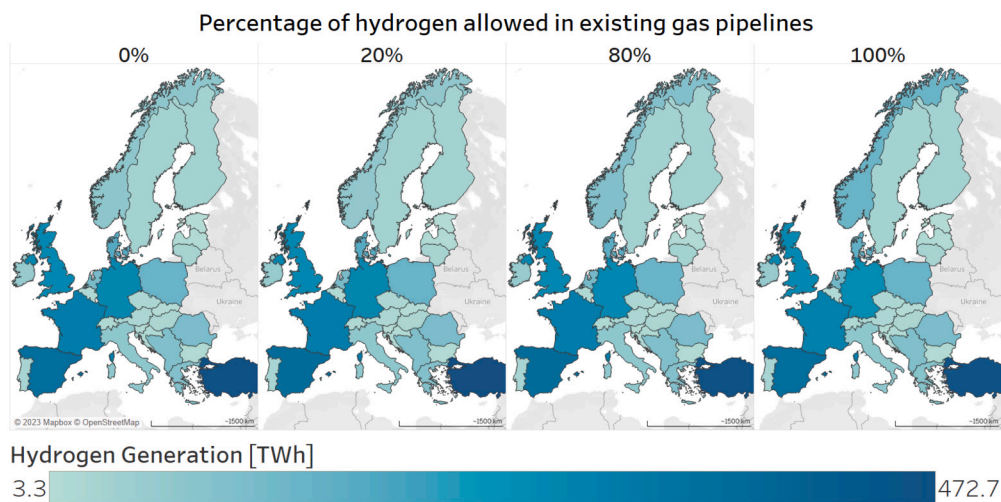 Percentage of hydrogen allowed in existing gas pipelines
0% 20% 80% 100%
Belarus Belarus Belarus Belarus
Ukraine Ukraine Ukraine Ukraine
© 2023 Mapbox © OpenStreetMap ~1500 km ~1500 km ~1500 km ~1500 km
Hydrogen Generation [TWh]
3.3 472.7